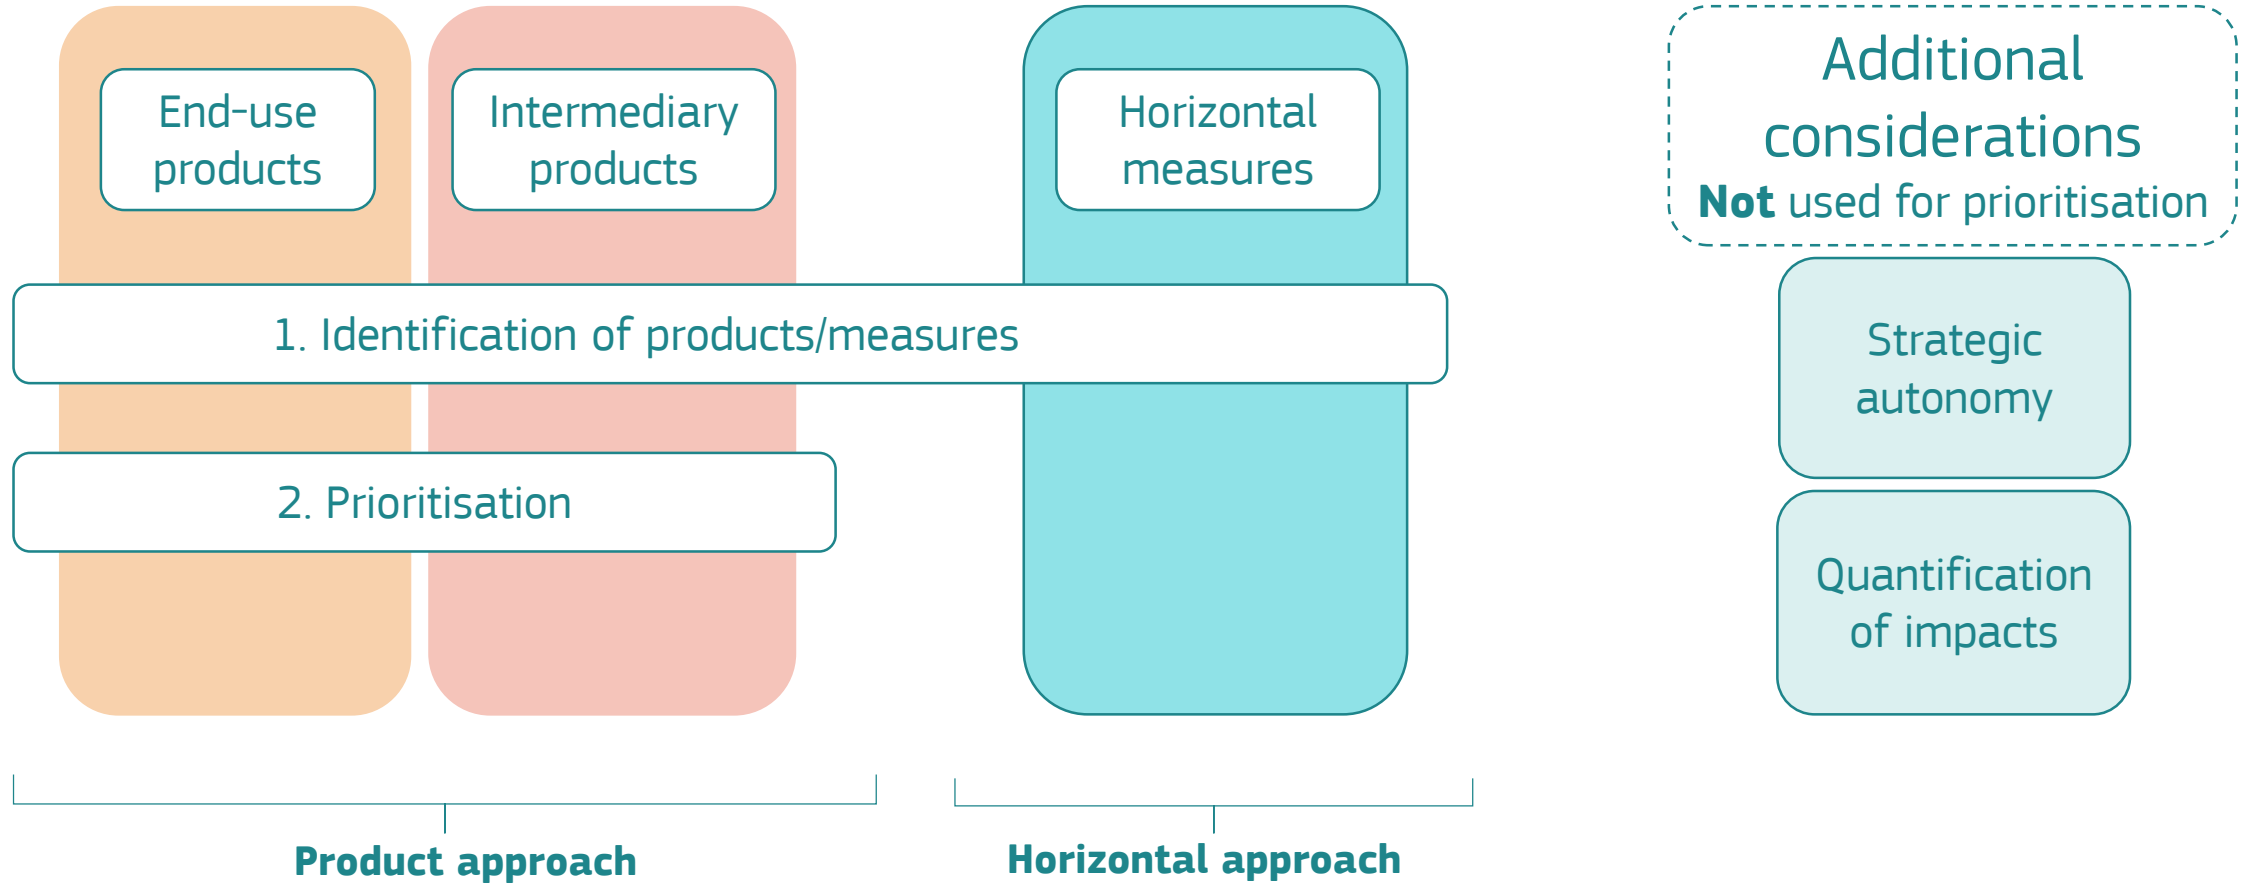 End-use
products
Intermediary
products
Horizontal
measures
Additional
considerations
Not used for prioritisation
1. Identification of products/measures
Strategic
autonomy
2. Prioritisation
Quantification
of impacts
Product approach
Horizontal approach